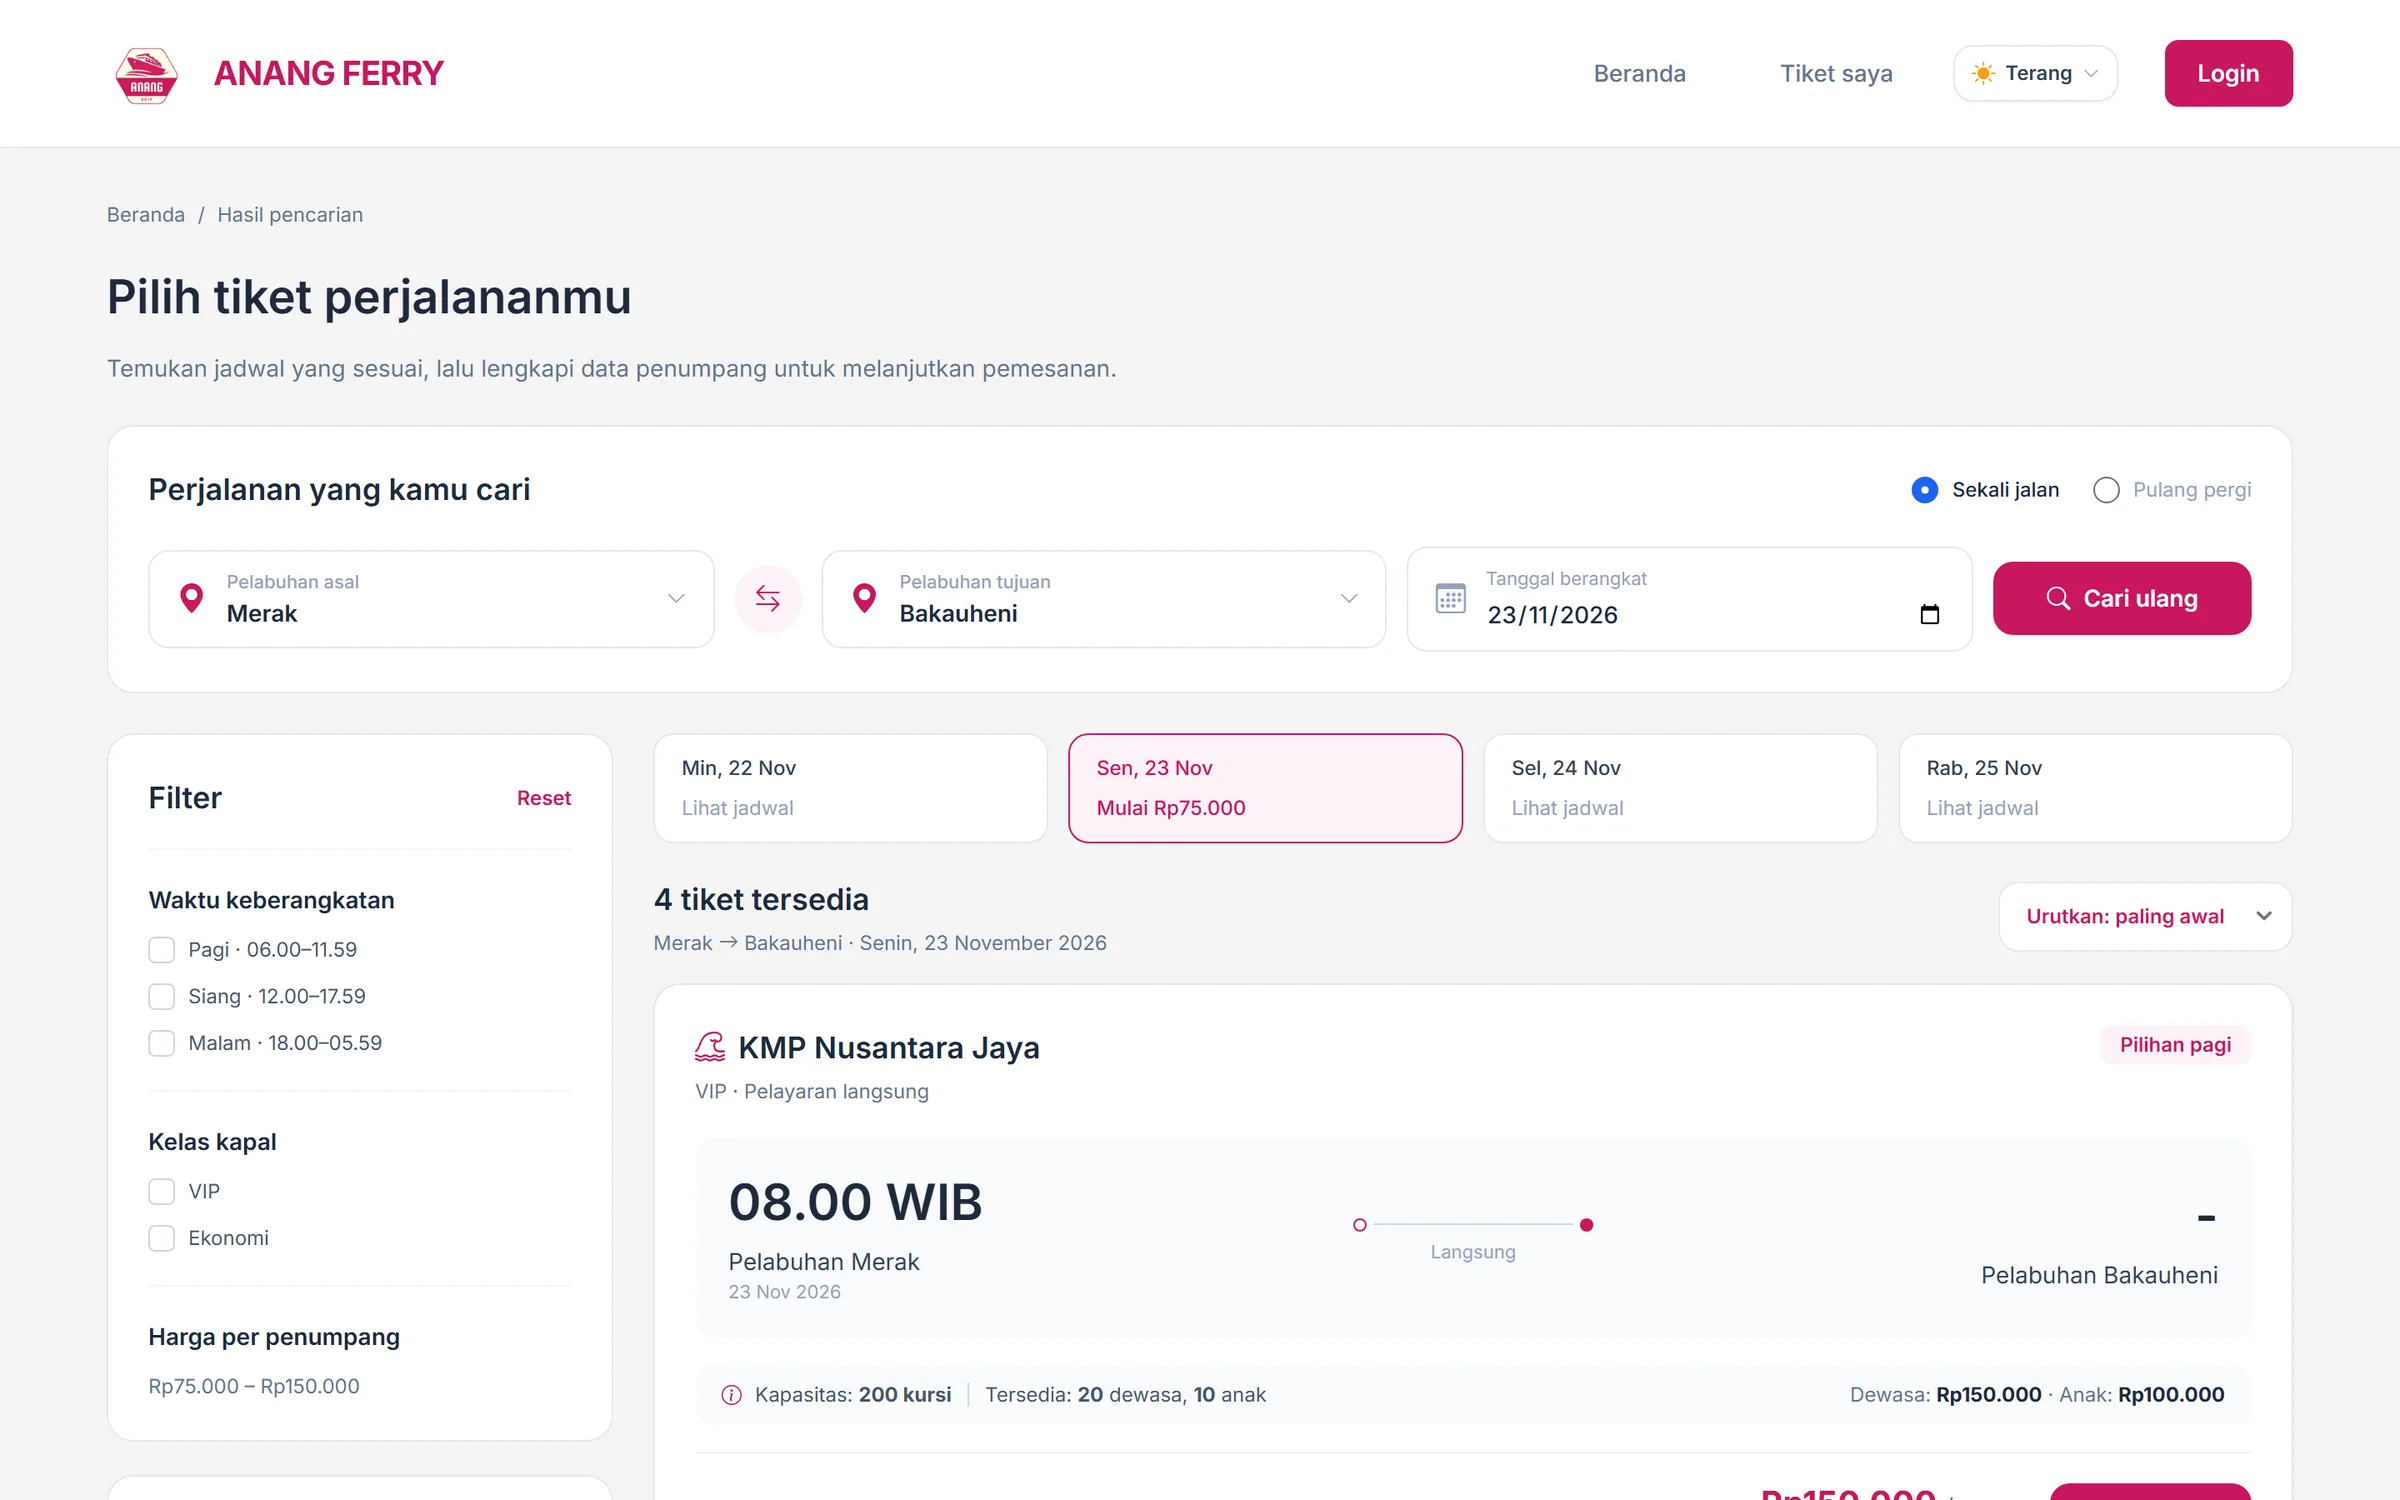 ANANG
SHIP
ANANG FERRY
Beranda
Tiket saya
Terang
Login
Beranda / Hasil pencarian
Pilih tiket perjalananmu
Temukan jadwal yang sesuai, lalu lengkapi data penumpang untuk melanjutkan pemesanan.
Perjalanan yang kamu cari
Sekali jalan
Pulang pergi
Pelabuhan asal
Merak
Pelabuhan tujuan
Bakauheni
Tanggal berangkat
23/11/2026
Cari ulang
Filter
Reset
Waktu keberangkatan
Pagi · 06.00–11.59
Siang · 12.00–17.59
Malam · 18.00–05.59
Kelas kapal
VIP
Ekonomi
Harga per penumpang
Rp75.000 – Rp150.000
Min, 22 Nov
Lihat jadwal
Sen, 23 Nov
Mulai Rp75.000
Sel, 24 Nov
Lihat jadwal
Rab, 25 Nov
Lihat jadwal
4 tiket tersedia
Merak → Bakauheni · Senin, 23 November 2026
Urutkan: paling awal
KMP Nusantara Jaya
Pilihan pagi
VIP · Pelayaran langsung
08.00 WIB
Pelabuhan Merak
23 Nov 2026
Langsung
–
Pelabuhan Bakauheni
Kapasitas: 200 kursi | Tersedia: 20 dewasa, 10 anak
Dewasa: Rp150.000 · Anak: Rp100.000
Rp150.000 /